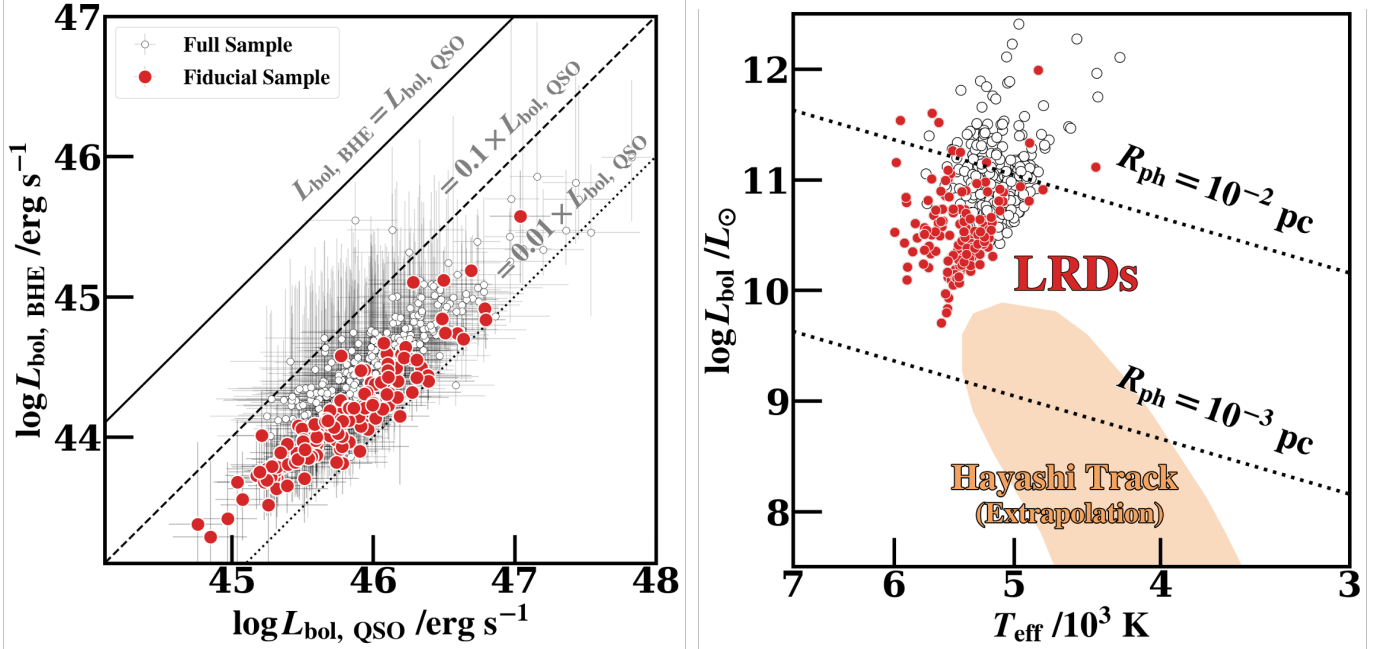 47
46
45
44
log L_bol, BHE /erg s⁻¹
Full Sample
Fiducial Sample
L_bol, BHE = L_bol, QSO
= 0.1 × L_bol, QSO
= 0.01 × L_bol, QSO
45 46 47 48
log L_bol, QSO /erg s⁻¹
12
11
10
9
8
log L_bol /L⊙
R_ph = 10⁻² pc
LRDs
R_ph = 10⁻³ pc
Hayashi Track
(Extrapolation)
7 6 5 4 3
T_eff /10³ K